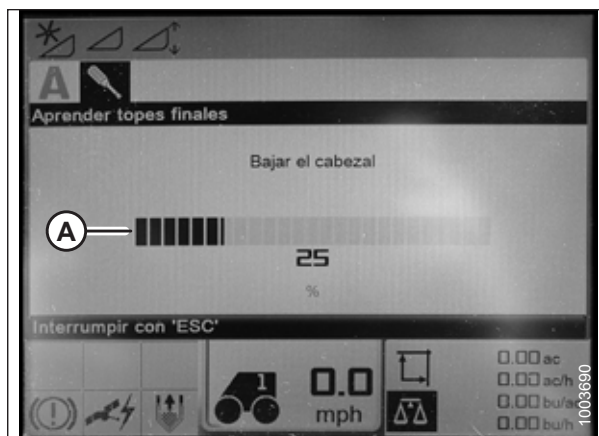 A
Aprender topes finales
Bajar el cabezal
A
25
%
Interrumpir con 'ESC'
1
0.0
mph
0.00 ac
0.00 ac/h
0.00 bu/ac
0.00 bu/h
1003690